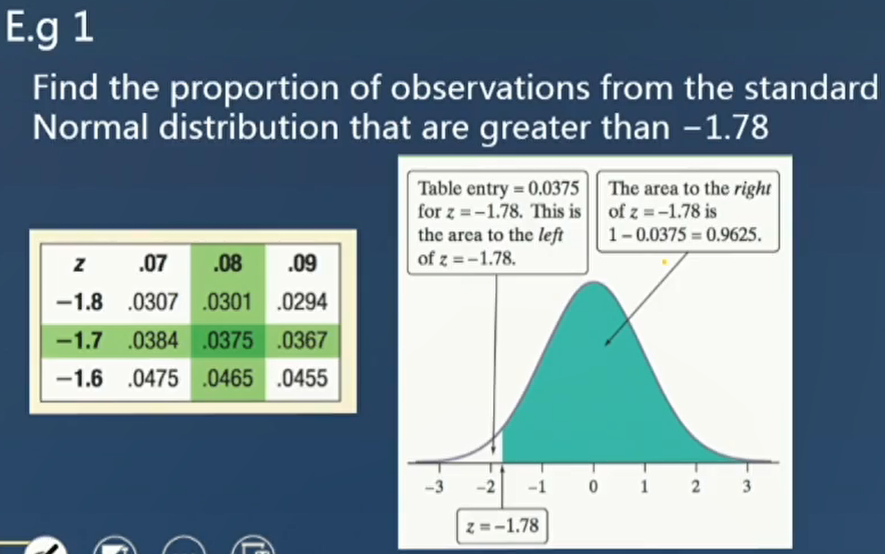 E.g 1
Find the proportion of observations from the standard
Normal distribution that are greater than −1.78
Table entry = 0.0375
for z = −1.78. This is
the area to the left
of z = −1.78.
The area to the right
of z = −1.78 is
1 − 0.0375 = 0.9625.
z .07 .08 .09
−1.8 .0307 .0301 .0294
−1.7 .0384 .0375 .0367
−1.6 .0475 .0465 .0455
−3 −2 −1 0 1 2 3
z = −1.78